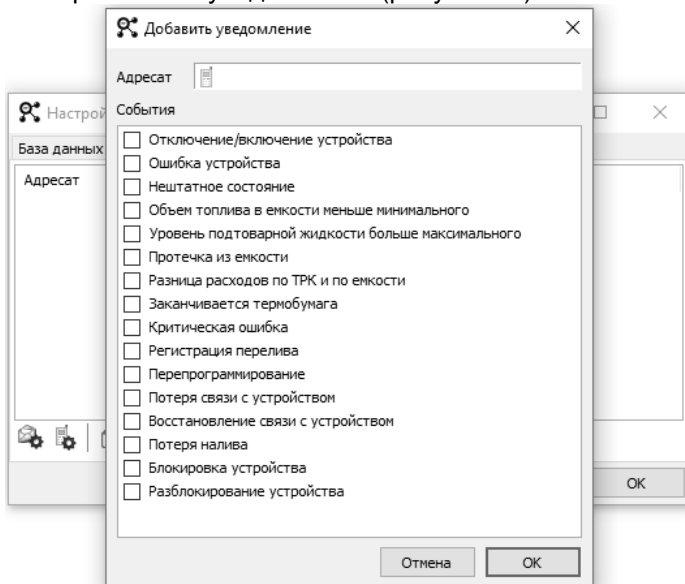 Добавить уведомление
Адресат
События
Отключение/включение устройства
Ошибка устройства
Нештатное состояние
Объем топлива в емкости меньше минимального
Уровень подтоварной жидкости больше максимального
Протечка из емкости
Разница расходов по ТРК и по емкости
Заканчивается термобумага
Критическая ошибка
Регистрация перелива
Перепрограммирование
Потеря связи с устройством
Восстановление связи с устройством
Потеря налива
Блокировка устройства
Разблокирование устройства
Отмена
ОК
Настрой
База данных
Адресат
ОК